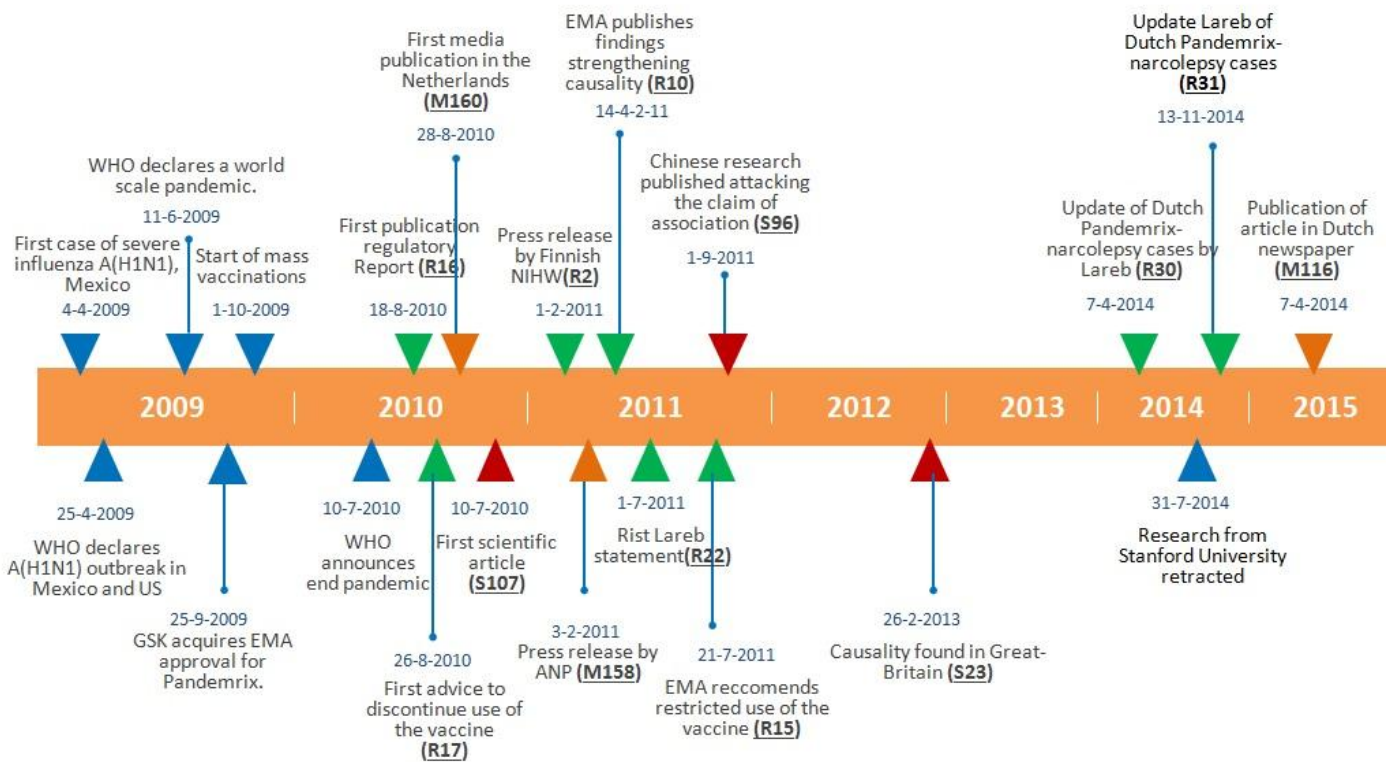 First case of severe
influenza A(H1N1),
Mexico
4-4-2009
WHO declares a world
scale pandemic.
11-6-2009
Start of mass
vaccinations
1-10-2009
First publication
regulatory
Report (R16)
18-8-2010
First media
publication in the
Netherlands
(M160)
28-8-2010
Press release
by Finnish
NIHW(R2)
1-2-2011
EMA publishes
findings
strengthening
causality (R10)
14-4-2-11
Chinese research
published attacking
the claim of
association (S96)
1-9-2011
Update of Dutch
Pandemrix-
narcolepsy cases by
Lareb (R30)
7-4-2014
Update Lareb of
Dutch Pandemrix-
narcolepsy cases
(R31)
13-11-2014
Publication of
article in Dutch
newspaper
(M116)
7-4-2014
2009 2010 2011 2012 2013 2014 2015
25-4-2009
WHO declares
A(H1N1) outbreak in
Mexico and US
25-9-2009
GSK acquires EMA
approval for
Pandemrix.
10-7-2010
WHO
announces
end pandemic
26-8-2010
First advice to
discontinue use of
the vaccine
(R17)
10-7-2010
First scientific
article
(S107)
3-2-2011
Press release by
ANP (M158)
1-7-2011
Rist Lareb
statement(R22)
21-7-2011
EMA reccomends
restricted use of the
vaccine (R15)
26-2-2013
Causality found in Great-
Britain (S23)
31-7-2014
Research from
Stanford University
retracted